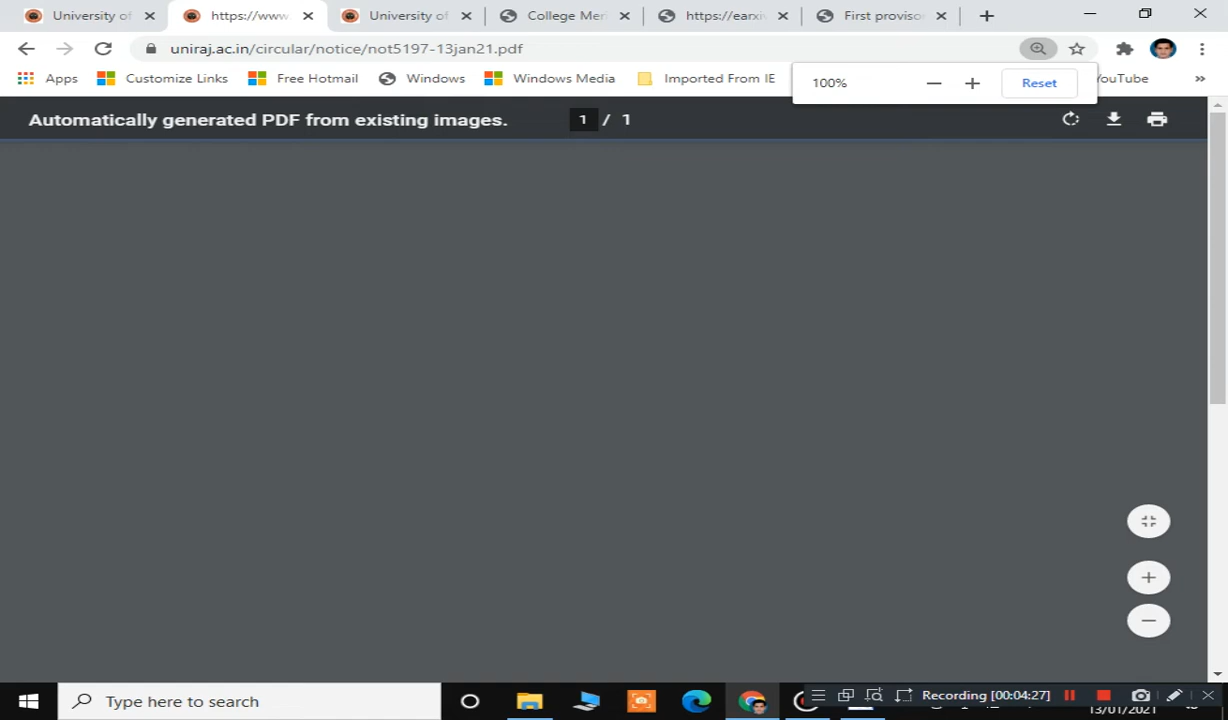 University of
https://www
University of
College Mer
https://earxiv
First provisor
uniraj.ac.in/circular/notice/not5197-13jan21.pdf
Apps
Customize Links
Free Hotmail
Windows
Windows Media
Imported From IE
YouTube
»
100%
Reset
Automatically generated PDF from existing images.
1 / 1
Type here to search
Recording [00:04:27]
13/01/2021